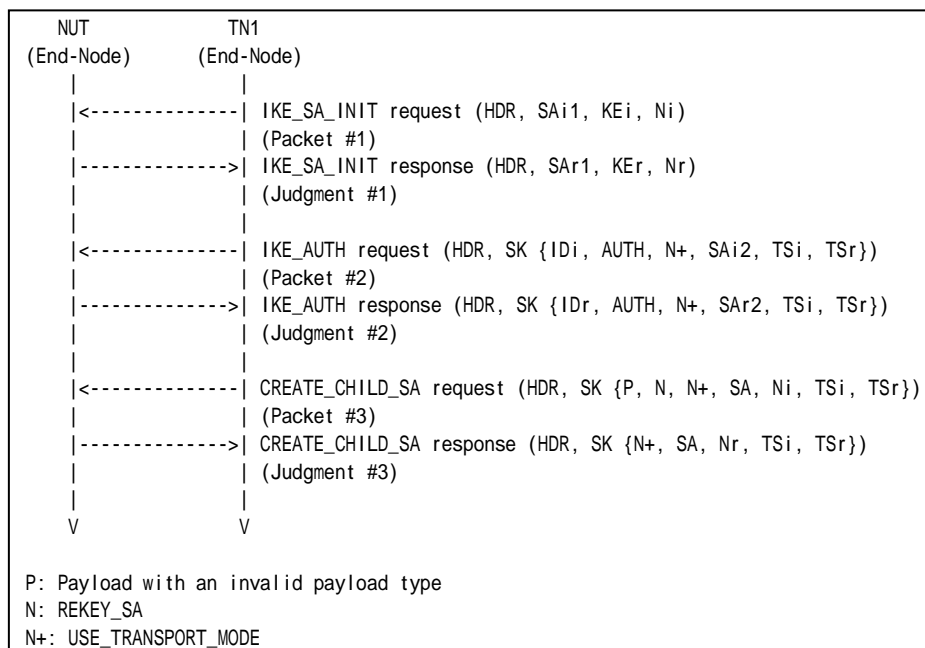 NUT TN1
(End-Node) (End-Node)
| |
|<--------------| IKE_SA_INIT request (HDR, SAi1, KEi, Ni)
| | (Packet #1)
|-------------->| IKE_SA_INIT response (HDR, SAr1, KEr, Nr)
| | (Judgment #1)
| |
|<--------------| IKE_AUTH request (HDR, SK {IDi, AUTH, N+, SAi2, TSi, TSr})
| | (Packet #2)
|-------------->| IKE_AUTH response (HDR, SK {IDr, AUTH, N+, SAr2, TSi, TSr})
| | (Judgment #2)
| |
|<--------------| CREATE_CHILD_SA request (HDR, SK {P, N, N+, SA, Ni, TSi, TSr})
| | (Packet #3)
|-------------->| CREATE_CHILD_SA response (HDR, SK {N+, SA, Nr, TSi, TSr})
| | (Judgment #3)
| |
V V
P: Payload with an invalid payload type
N: REKEY_SA
N+: USE_TRANSPORT_MODE